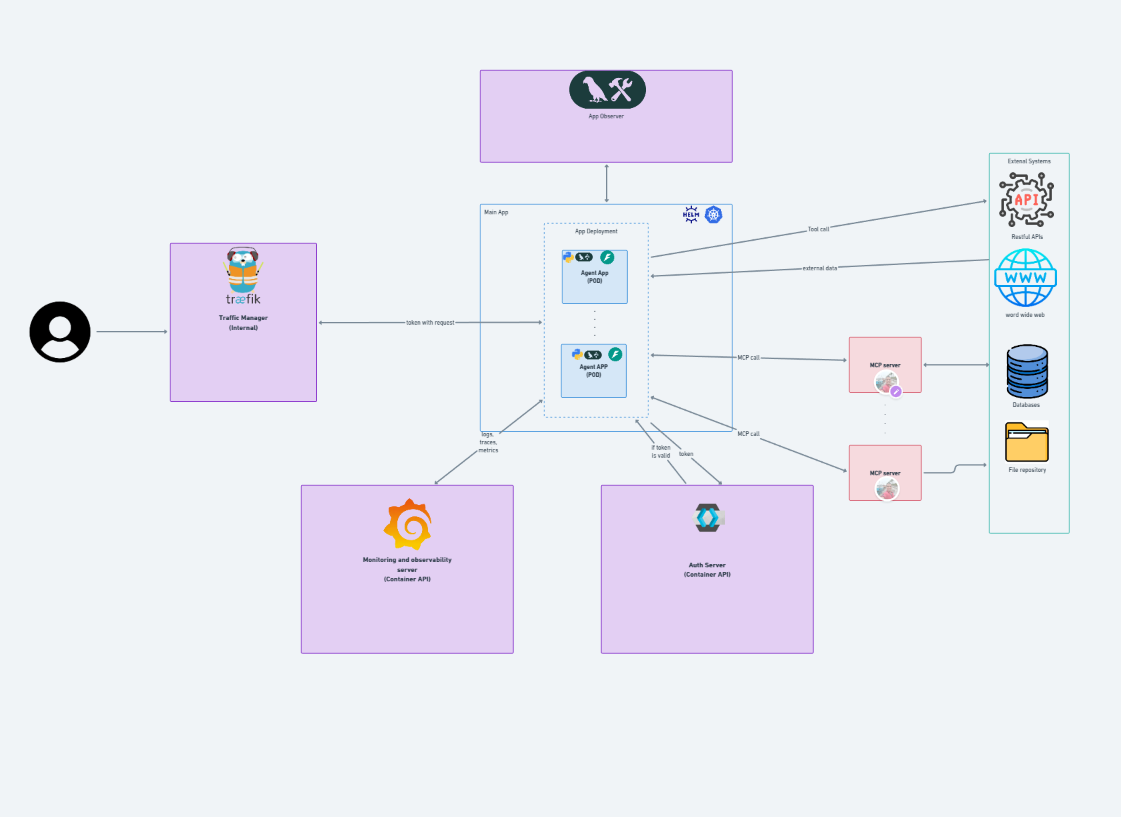 App Observer
Main App
HELM
App Deployment
Agent App
(POD)
Agent APP
(POD)
træfik
Traffic Manager
(Internal)
token with request
Tool call
external data
MCP call
MCP call
MCP server
MCP server
Extenal Systems
API
Restful APIs
WWW
word wide web
Databases
File repository
logs,
traces,
metrics
if token
is valid
token
Monitoring and observability
server
(Container API)
Auth Server
(Container API)